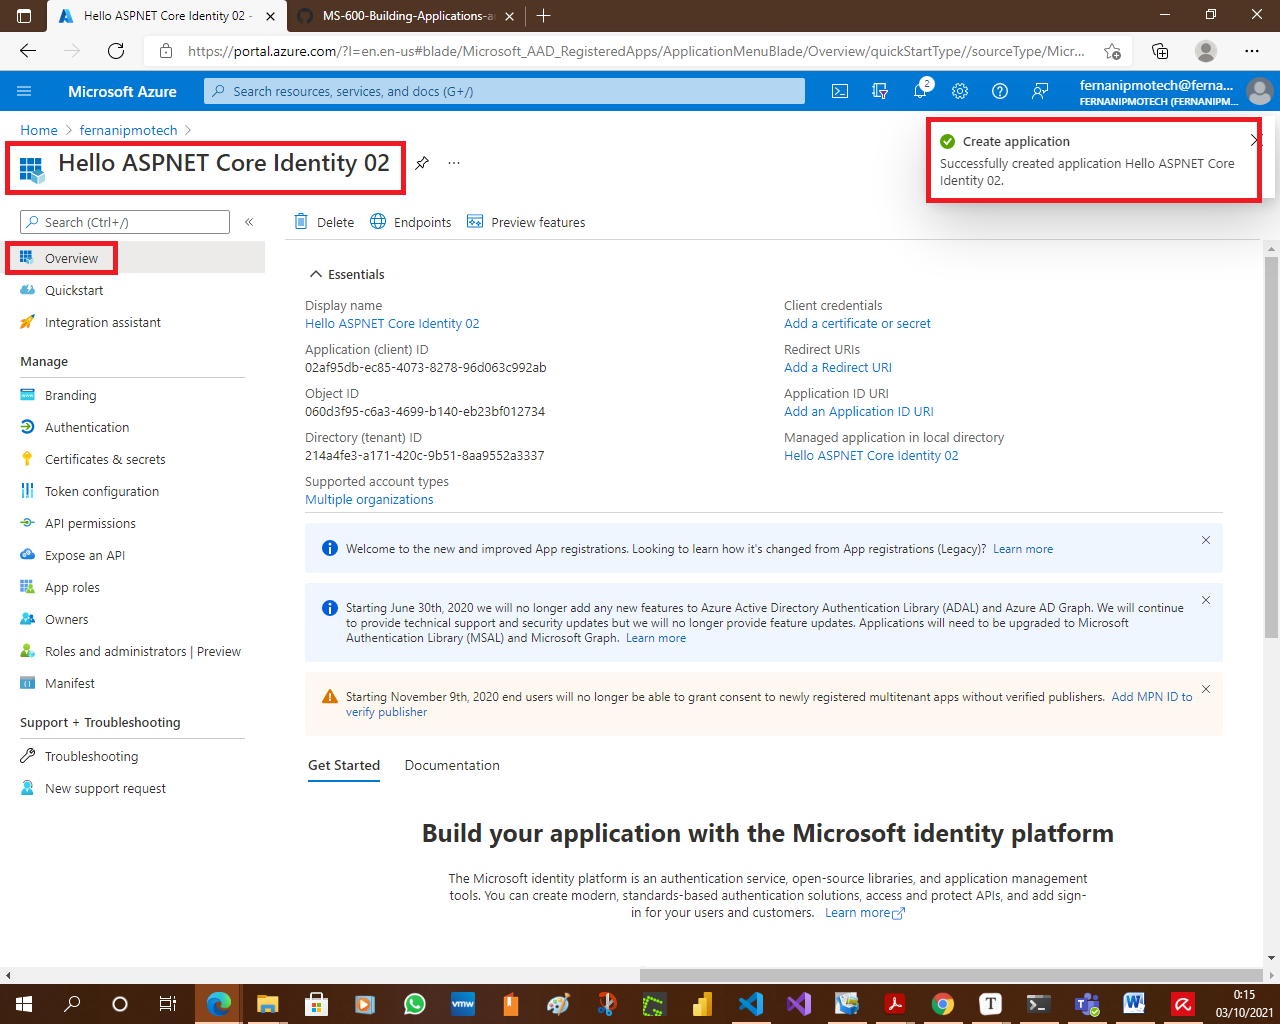 Hello ASPNET Core Identity 02 -
MS-600-Building-Applications-a
https://portal.azure.com/?l=en.en-us#blade/Microsoft_AAD_RegisteredApps/ApplicationMenuBlade/Overview/quickStartType//sourceType/Micr...
Microsoft Azure
Search resources, services, and docs (G+/)
2
fernanipmotech@ferna...
FERNANIPMOTECH (FERNANIPM...
Home
fernanipmotech
Hello ASPNET Core Identity 02
...
Create application
Successfully created application Hello ASPNET Core
Identity 02.
Search (Ctrl+/)
«
Delete
Endpoints
Preview features
Overview
Quickstart
Integration assistant
Manage
Branding
Authentication
Certificates & secrets
Token configuration
API permissions
Expose an API
App roles
Owners
Roles and administrators | Preview
Manifest
Support + Troubleshooting
Troubleshooting
New support request
Essentials
Display name
Hello ASPNET Core Identity 02
Application (client) ID
02af95db-ec85-4073-8278-96d063c992ab
Object ID
060d3f95-c6a3-4699-b140-eb23bf012734
Directory (tenant) ID
214a4fe3-a171-420c-9b51-8aa9552a3337
Supported account types
Multiple organizations
Client credentials
Add a certificate or secret
Redirect URIs
Add a Redirect URI
Application ID URI
Add an Application ID URI
Managed application in local directory
Hello ASPNET Core Identity 02
Welcome to the new and improved App registrations. Looking to learn how it's changed from App registrations (Legacy)? Learn more
Starting June 30th, 2020 we will no longer add any new features to Azure Active Directory Authentication Library (ADAL) and Azure AD Graph. We will continue
to provide technical support and security updates but we will no longer provide feature updates. Applications will need to be upgraded to Microsoft
Authentication Library (MSAL) and Microsoft Graph. Learn more
Starting November 9th, 2020 end users will no longer be able to grant consent to newly registered multitenant apps without verified publishers. Add MPN ID to
verify publisher
Get Started
Documentation
Build your application with the Microsoft identity platform
The Microsoft identity platform is an authentication service, open-source libraries, and application management
tools. You can create modern, standards-based authentication solutions, access and protect APIs, and add sign-
in for your users and customers. Learn more
vmw
T
W
0:15
03/10/2021